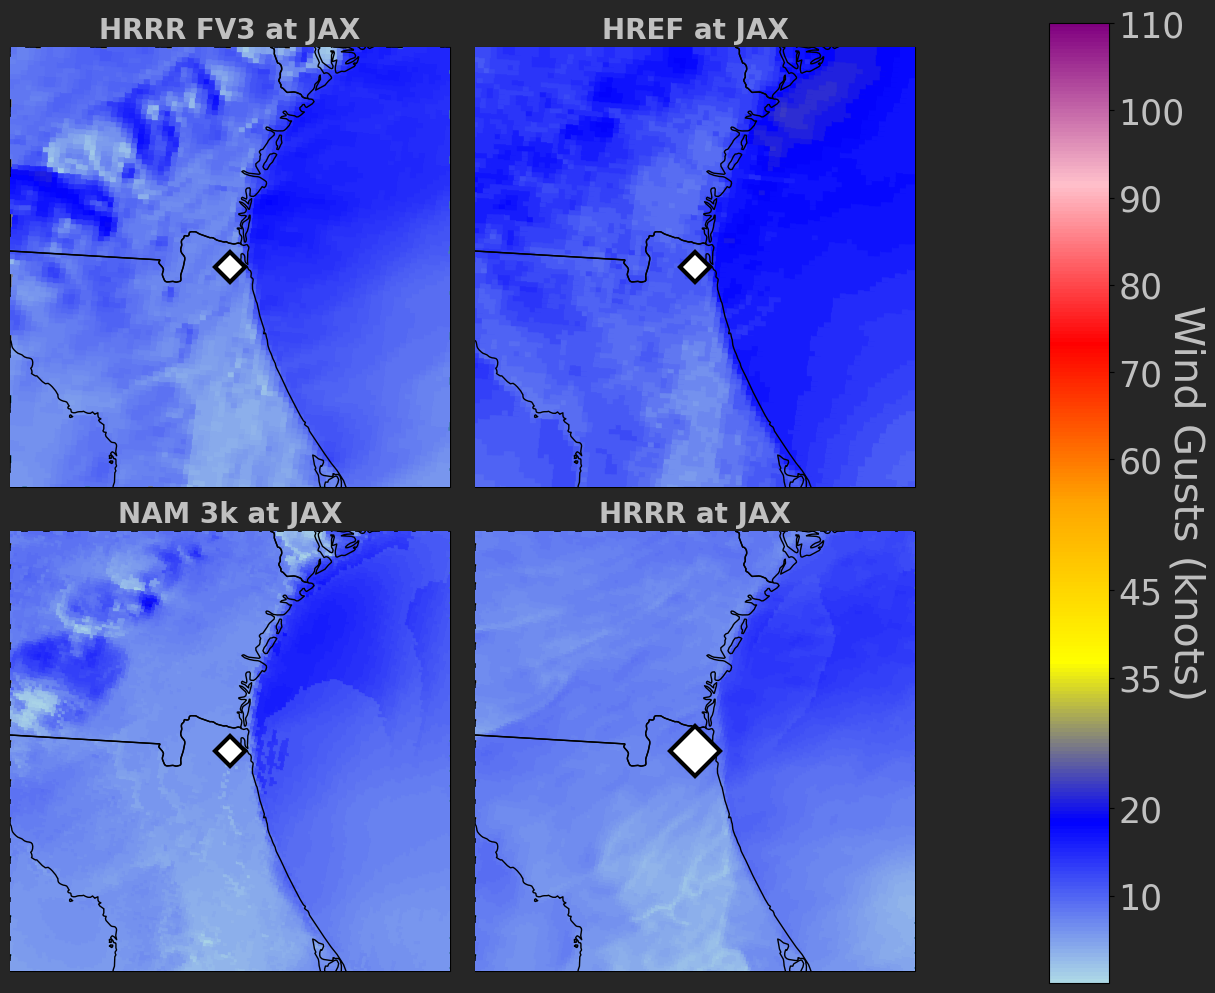 HRRR FV3 at JAX
HREF at JAX
NAM 3k at JAX
HRRR at JAX
110
100
90
80
70
60
45
35
20
10
Wind Gusts (knots)